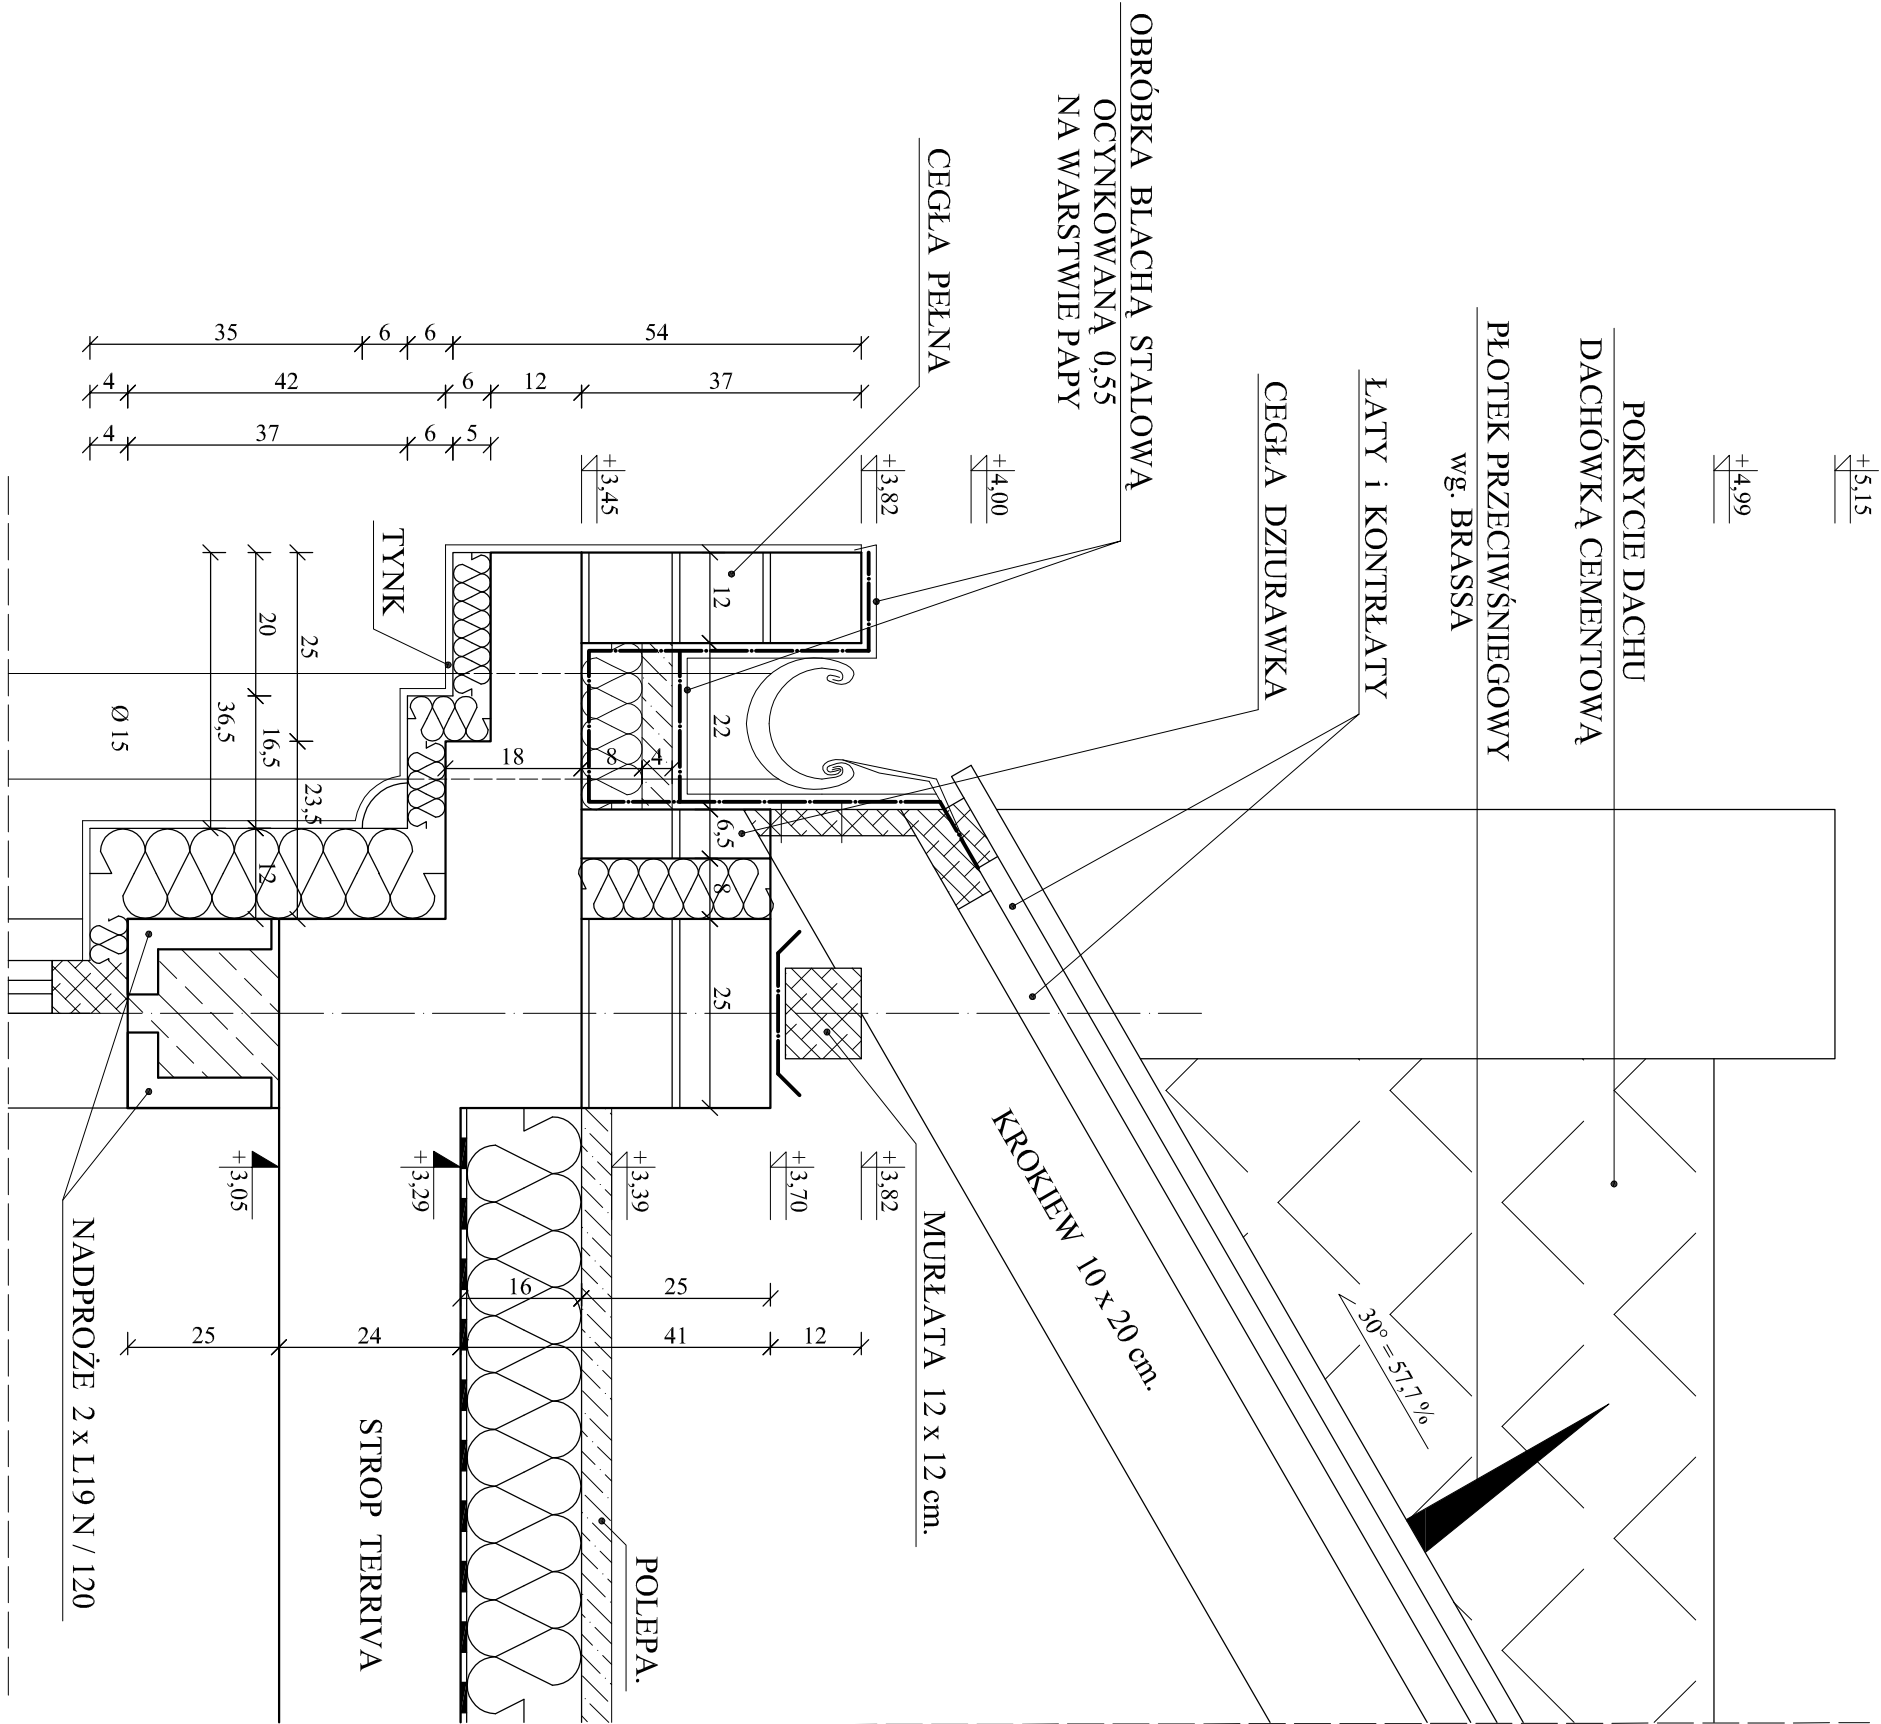 +5,15
+4,99
POKRYCIE DACHU
DACHÓWKĄ CEMENTOWĄ
PŁOTEK PRZECIWŚNIEGOWY
wg. BRASSA
ŁATY i KONTRŁATY
CEGŁA DZIURAWKA
OBRÓBKA BLACHĄ STALOWĄ
OCYNKOWANĄ 0,55
NA WARSTWIE PAPY
CEGŁA PEŁNA
+4,00
+3,82
+3,45
TYNK
35
6
6
54
4
42
6
12
37
4
37
6
5
12
22
6,5
8
25
18
8
4
25
23,5
20
16,5
12
36,5
Ø 15
30° = 57,7 %
KROKIEW 10 x 20 cm.
MURŁATA 12 x 12 cm.
+3,82
+3,70
+3,39
+3,29
+3,05
16
25
25
24
41
12
POLEPA.
STROP TERRIVA
NADPROŻE 2 x L19 N / 120